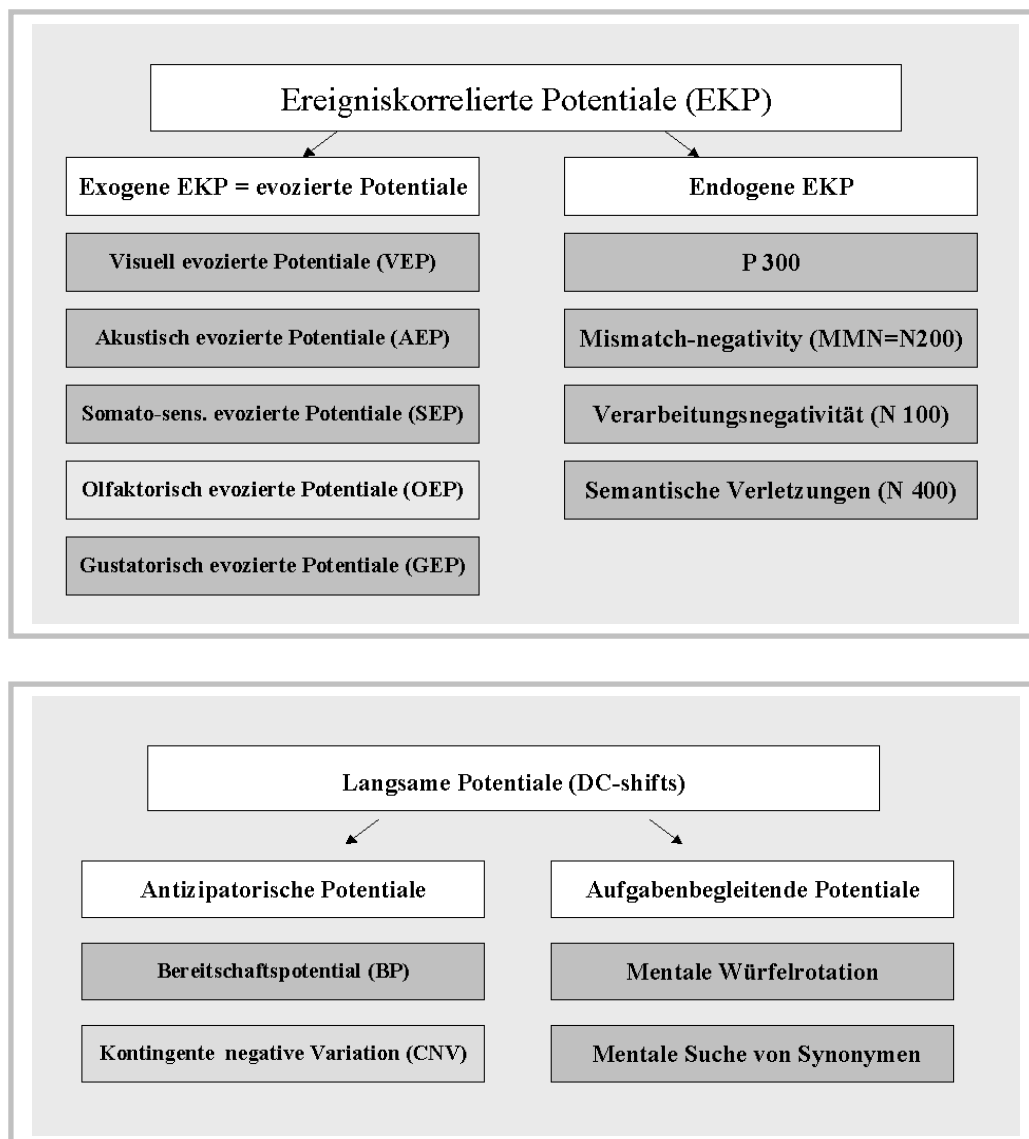 Ereigniskorrelierte Potentiale (EKP)
Exogene EKP = evozierte Potentiale
Visuell evozierte Potentiale (VEP)
Akustisch evozierte Potentiale (AEP)
Somato-sens. evozierte Potentiale (SEP)
Olfaktorisch evozierte Potentiale (OEP)
Gustatorisch evozierte Potentiale (GEP)
Endogene EKP
P 300
Mismatch-negativity (MMN=N200)
Verarbeitungsnegativität (N 100)
Semantische Verletzungen (N 400)
Langsame Potentiale (DC-shifts)
Antizipatorische Potentiale
Bereitschaftspotential (BP)
Kontingente negative Variation (CNV)
Aufgabenbegleitende Potentiale
Mentale Würfelrotation
Mentale Suche von Synonymen